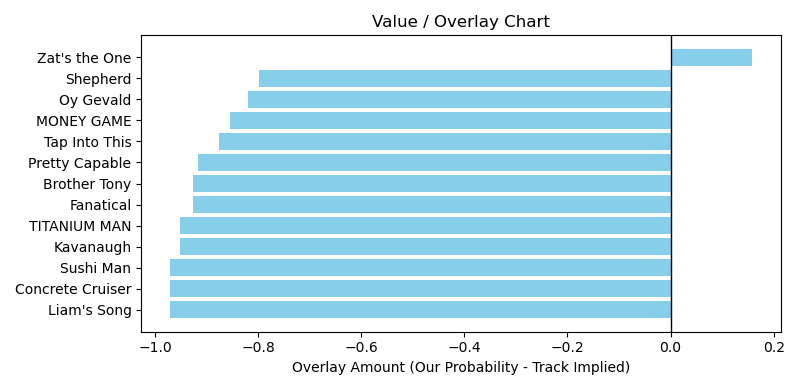 Value / Overlay Chart
Zat's the One
Shepherd
Oy Gevald
MONEY GAME
Tap Into This
Pretty Capable
Brother Tony
Fanatical
TITANIUM MAN
Kavanaugh
Sushi Man
Concrete Cruiser
Liam's Song
−1.0 −0.8 −0.6 −0.4 −0.2 0.0 0.2
Overlay Amount (Our Probability - Track Implied)